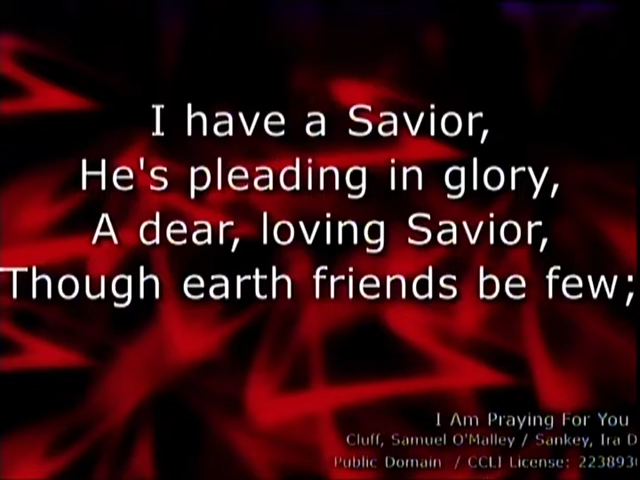 I have a Savior,
He's pleading in glory,
A dear, loving Savior,
Though earth friends be few;
I Am Praying For You
Cluff, Samuel O'Malley / Sankey, Ira D
Public Domain / CCLI License: 223893